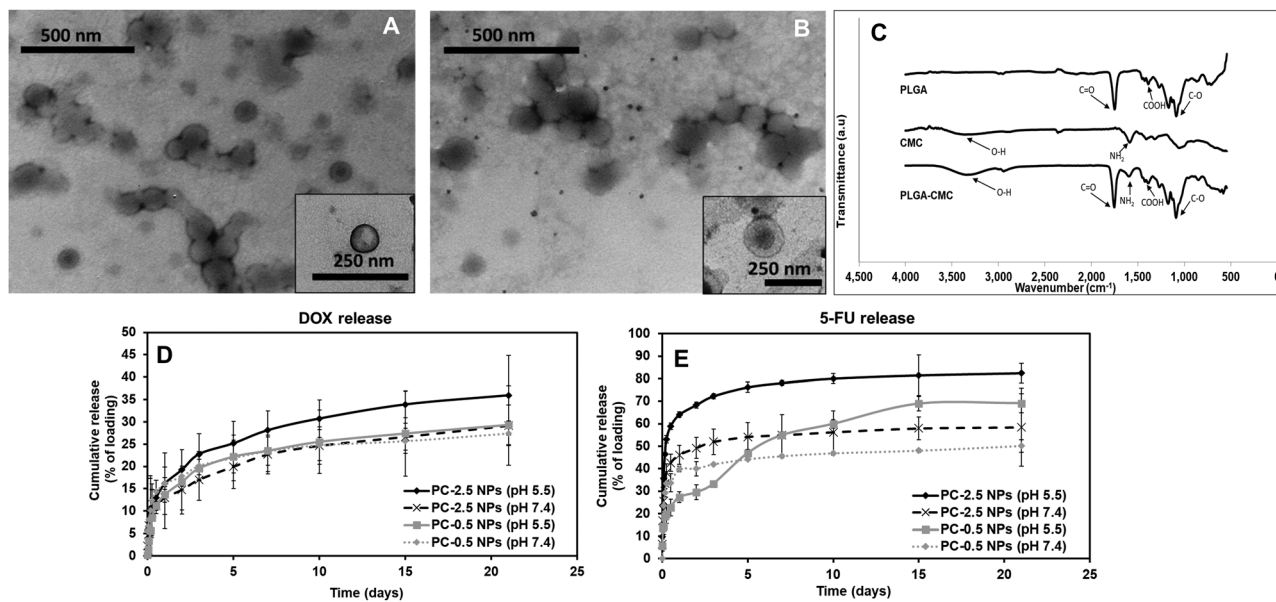 A
500 nm
250 nm
B
500 nm
250 nm
C
Transmittance (a.u)
PLGA
C=O
COOH
C-O
CMC
O-H
NH₂
PLGA-CMC
O-H
C=O
NH₂
COOH
C-O
4,500 4,000 3,500 3,000 2,500 2,000 1,500 1,000 500 0
Wavenumber (cm⁻¹)
DOX release
D
Cumulative release
(% of loading)
50
45
40
35
30
25
20
15
10
5
0
PC-2.5 NPs (pH 5.5)
PC-2.5 NPs (pH 7.4)
PC-0.5 NPs (pH 5.5)
PC-0.5 NPs (pH 7.4)
0 5 10 15 20 25
Time (days)
5-FU release
E
Cumulative release
(% of loading)
100
90
80
70
60
50
40
30
20
10
0
PC-2.5 NPs (pH 5.5)
PC-2.5 NPs (pH 7.4)
PC-0.5 NPs (pH 5.5)
PC-0.5 NPs (pH 7.4)
0 5 10 15 20 25
Time (days)